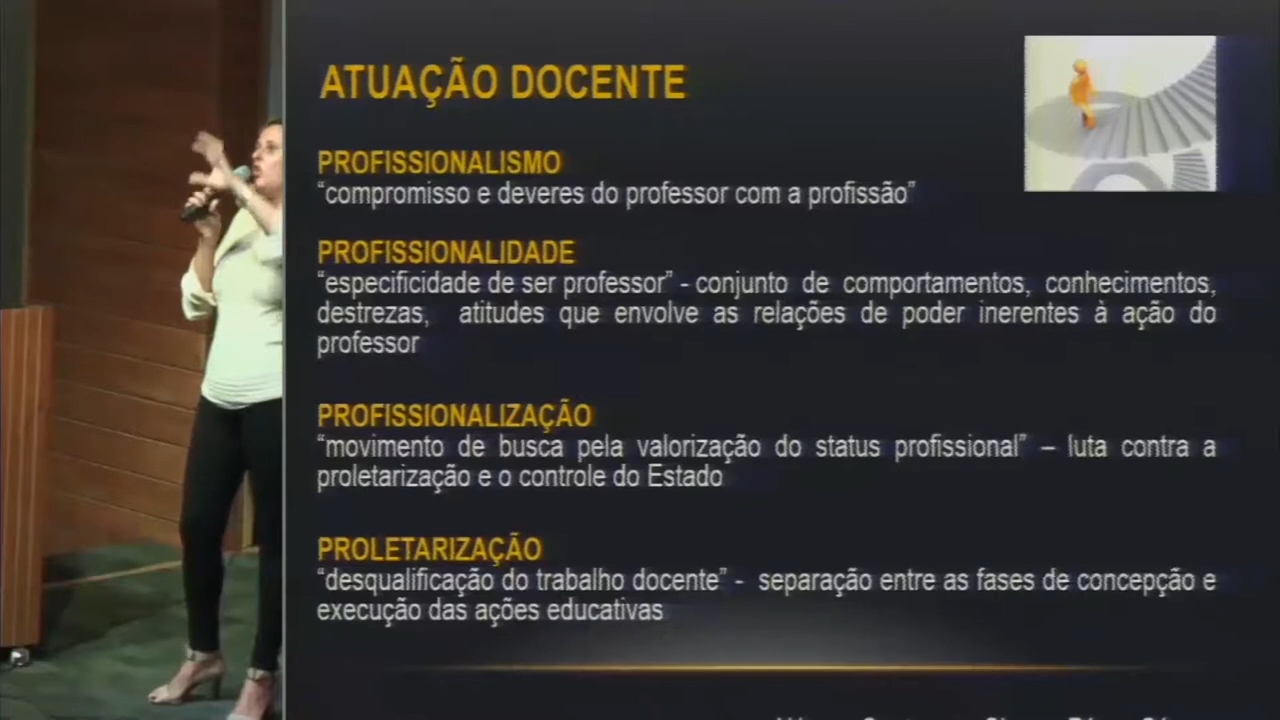 ATUAÇÃO DOCENTE
PROFISSIONALISMO
“compromisso e deveres do professor com a profissão”
PROFISSIONALIDADE
“especificidade de ser professor” - conjunto de comportamentos, conhecimentos,
destrezas, atitudes que envolve as relações de poder inerentes à ação do
professor
PROFISSIONALIZAÇÃO
“movimento de busca pela valorização do status profissional” – luta contra a
proletarização e o controle do Estado
PROLETARIZAÇÃO
“desqualificação do trabalho docente” - separação entre as fases de concepção e
execução das ações educativas